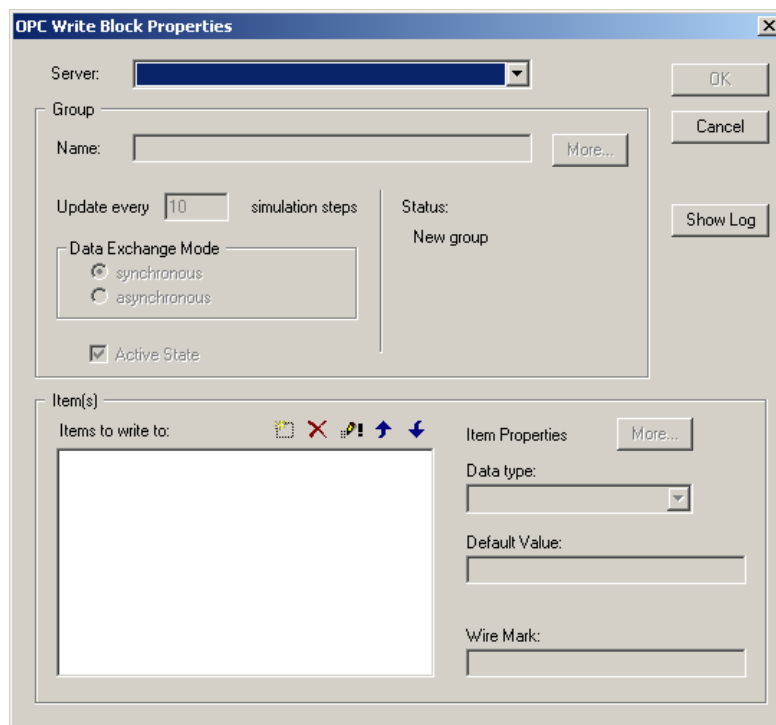 OPC Write Block Properties
Server:
OK
Group
Cancel
Name:
More...
Update every 10 simulation steps
Status:
Show Log
New group
Data Exchange Mode
synchronous
asynchronous
Active State
Item(s)
Items to write to:
Item Properties
More...
Data type:
Default Value:
Wire Mark: